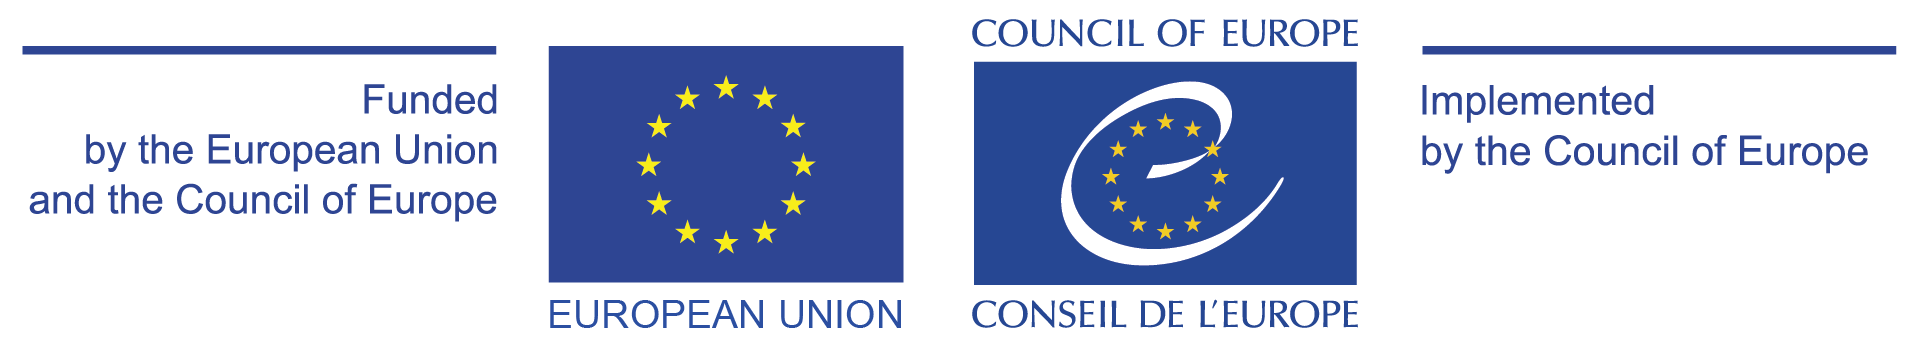 Funded
by the European Union
and the Council of Europe
EUROPEAN UNION
COUNCIL OF EUROPE
CONSEIL DE L'EUROPE
Implemented
by the Council of Europe